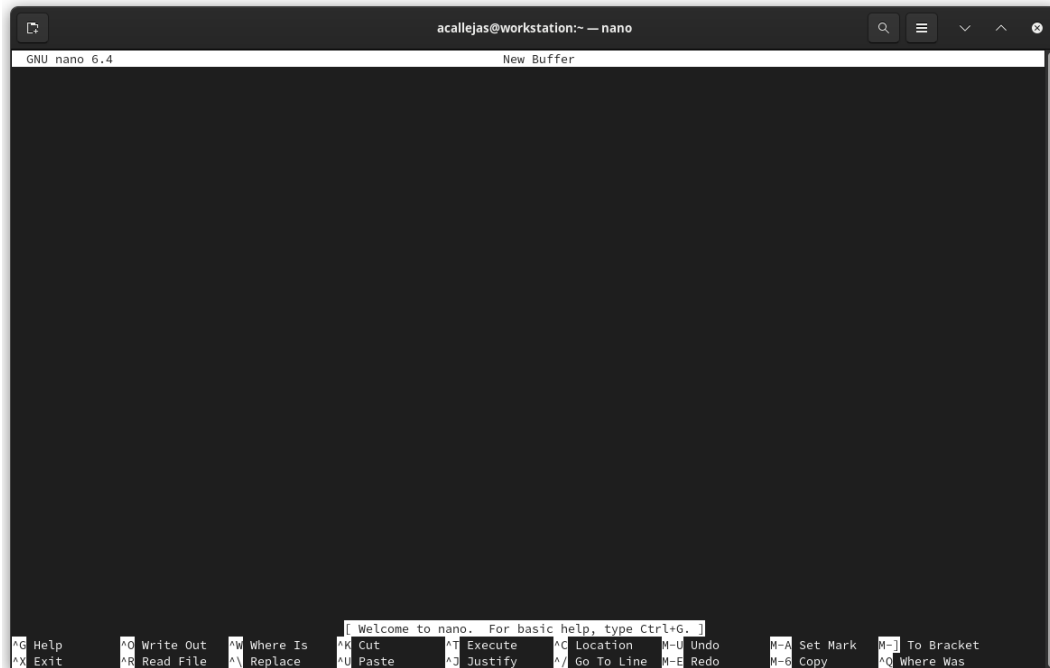 acallejas@workstation:~ — nano
GNU nano 6.4 New Buffer
[ Welcome to nano.  For basic help, type Ctrl+G. ]
^G Help ^O Write Out ^W Where Is ^K Cut ^T Execute ^C Location M-U Undo M-A Set Mark M-] To Bracket
^X Exit ^R Read File ^\ Replace ^U Paste ^J Justify ^/ Go To Line M-E Redo M-6 Copy ^Q Where Was